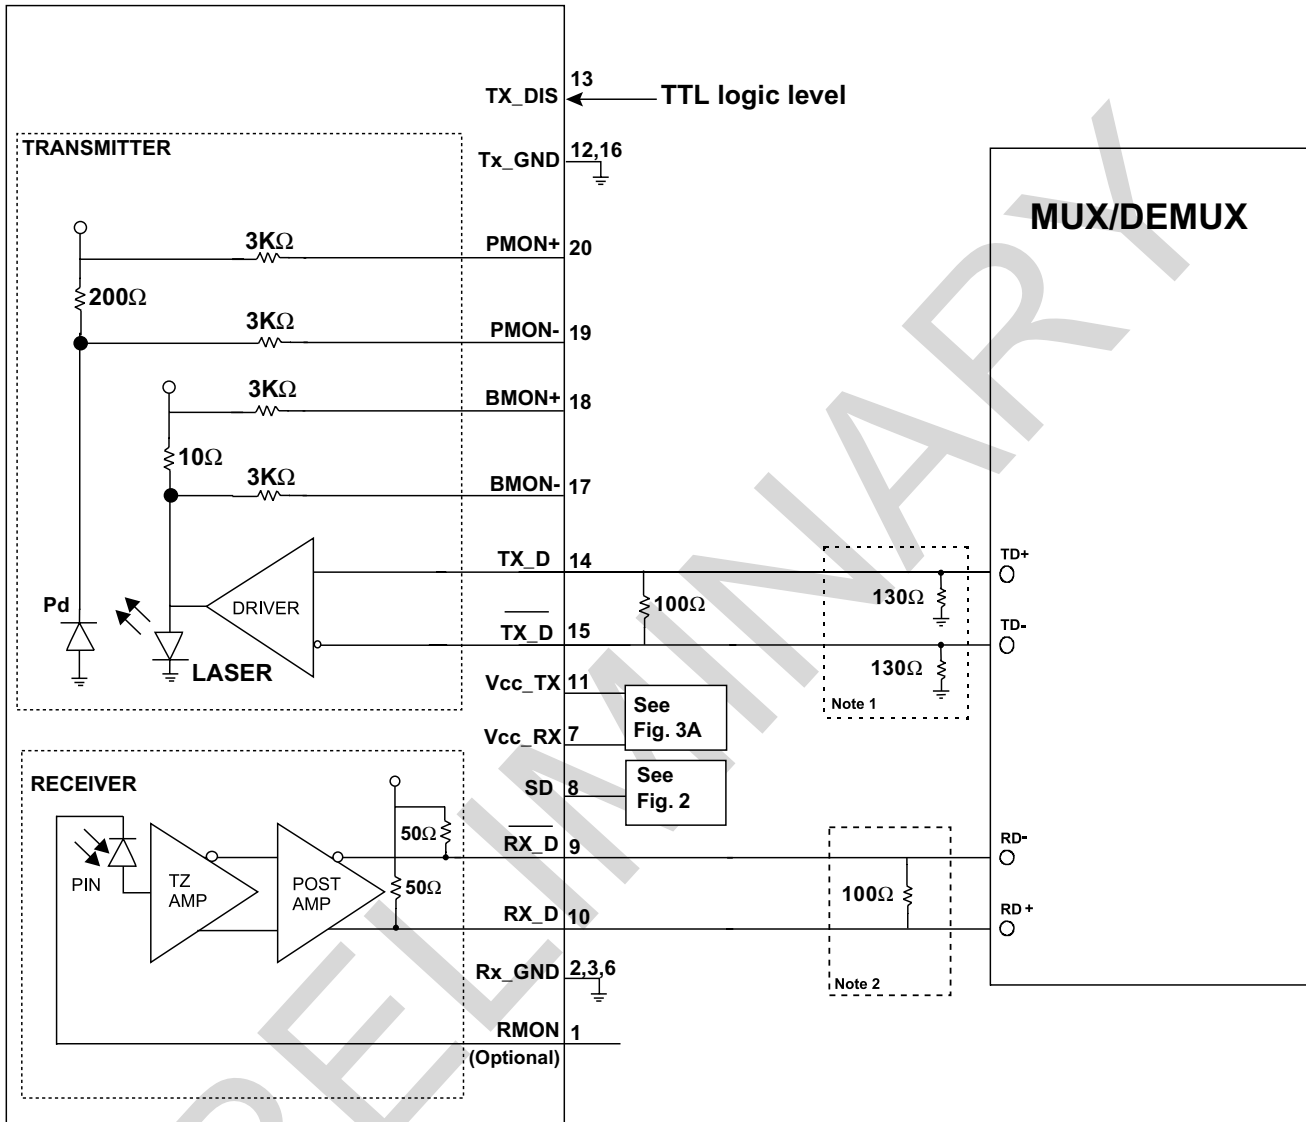 13
TX_DIS
TTL logic level
TRANSMITTER
Tx_GND
12,16
MUX/DEMUX
3KΩ
PMON+
20
200Ω
3KΩ
PMON-
19
3KΩ
BMON+
18
10Ω
3KΩ
BMON-
17
TX_D
14
TD+
Pd
DRIVER
100Ω
130Ω
TX_D
15
TD-
LASER
130Ω
Vcc_TX
11
See
Fig. 3A
Note 1
Vcc_RX
7
RECEIVER
SD
8
See
Fig. 2
50Ω
RX_D
9
RD-
PIN
TZ
AMP
POST
AMP
50Ω
100Ω
RX_D
10
RD+
Rx_GND
2,3,6
Note 2
RMON
1
(Optional)
PRELIMINARY